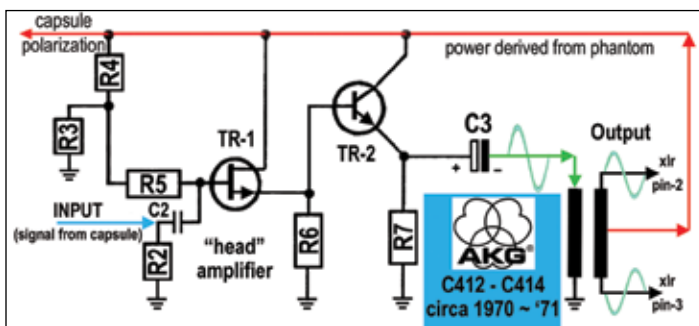 capsule
polarization
power derived from phantom
R4
R3
TR-1
TR-2
C3
Output
+
-
xlr
pin-2
R5
INPUT
(signal from capsule)
C2
R2
"head"
amplifier
R6
R7
AKG®
C412 - C414
circa 1970 ~ '71
xlr
pin-3